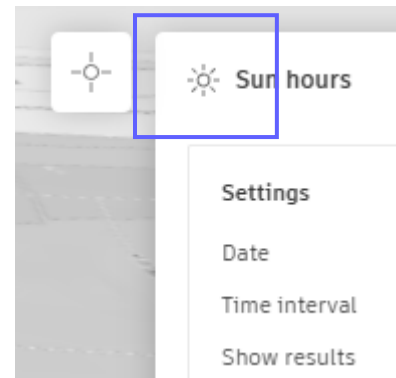 Sun hours
Settings
Date
Time interval
Show results